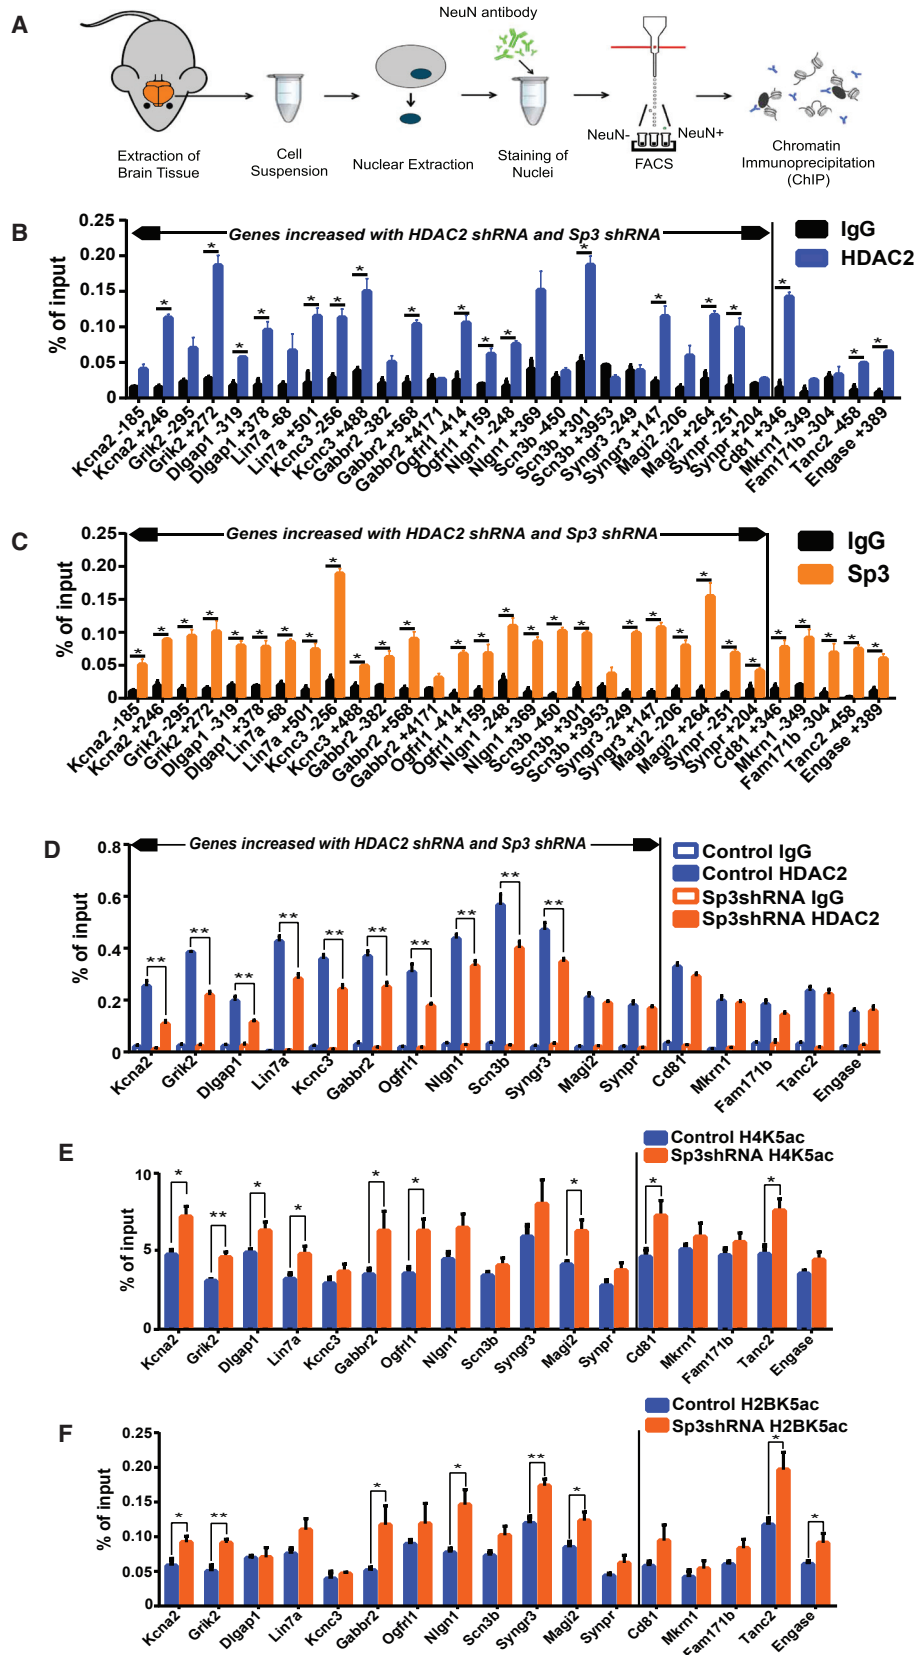 A
NeuN antibody
NeuN-
NeuN+
Extraction of
Brain Tissue
Cell
Suspension
Nuclear Extraction
Staining of
Nuclei
FACS
Chromatin
Immunoprecipitation
(ChIP)
B
% of input
0.25
0.20
0.15
0.10
0.05
0
Genes increased with HDAC2 shRNA and Sp3 shRNA
IgG
HDAC2
* * * * * * * * * * * * * * * * * * *
Kcna2 -185
Kcna2 +246
Grik2 -295
Grik2 +272
Dlgap1 -319
Dlgap1 +378
Lin7a -68
Lin7a +501
Kcnc3 -256
Kcnc3 +488
Gabbr2 -382
Gabbr2 +568
Gabbr2 +4171
Ogfrl1 -414
Ogfrl1 +159
Nlgn1 -248
Nlgn1 +369
Scn3b -450
Scn3b +301
Scn3b +3953
Syngr3 -249
Syngr3 +147
Magi2 -206
Magi2 +264
Synpr -251
Synpr +204
Cd81 +346
Mkrn1 -349
Fam171b -304
Tanc2 -458
Engase +389
C
% of input
0.25
0.20
0.15
0.10
0.05
0
Genes increased with HDAC2 shRNA and Sp3 shRNA
IgG
Sp3
* * * * * * * * * * * * * * * * * * * * * * * * * * * * *
Kcna2 -185
Kcna2 +246
Grik2 -295
Grik2 +272
Dlgap1 -319
Dlgap1 +378
Lin7a -68
Lin7a +501
Kcnc3 -256
Kcnc3 +488
Gabbr2 -382
Gabbr2 +568
Gabbr2 +4171
Ogfrl1 -414
Ogfrl1 +159
Nlgn1 -248
Nlgn1 +369
Scn3b -450
Scn3b +301
Scn3b +3953
Syngr3 -249
Syngr3 +147
Magi2 -206
Magi2 +264
Synpr -251
Synpr +204
Cd81 +346
Mkrn1 -349
Fam171b -304
Tanc2 -458
Engase +389
D
% of input
0.8
0.6
0.4
0.2
0
Genes increased with HDAC2 shRNA and Sp3 shRNA
Control IgG
Control HDAC2
Sp3shRNA IgG
Sp3shRNA HDAC2
** ** ** ** ** ** ** ** ** **
Kcna2
Grik2
Dlgap1
Lin7a
Kcnc3
Gabbr2
Ogfrl1
Nlgn1
Scn3b
Syngr3
Magi2
Synpr
Cd81
Mkrn1
Fam171b
Tanc2
Engase
E
% of input
10
5
0
Control H4K5ac
Sp3shRNA H4K5ac
* ** * * * * * * *
Kcna2
Grik2
Dlgap1
Lin7a
Kcnc3
Gabbr2
Ogfrl1
Nlgn1
Scn3b
Syngr3
Magi2
Synpr
Cd81
Mkrn1
Fam171b
Tanc2
Engase
F
% of input
0.25
0.20
0.15
0.10
0.05
0
Control H2BK5ac
Sp3shRNA H2BK5ac
* ** * * ** * * *
Kcna2
Grik2
Dlgap1
Lin7a
Kcnc3
Gabbr2
Ogfrl1
Nlgn1
Scn3b
Syngr3
Magi2
Synpr
Cd81
Mkrn1
Fam171b
Tanc2
Engase